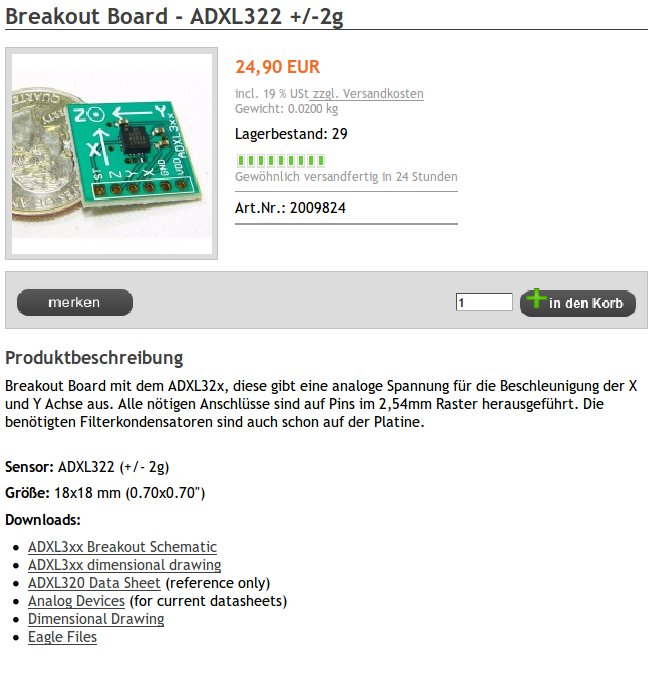 Breakout Board - ADXL322 +/-2g
24,90 EUR
incl. 19 % USt zzgl. Versandkosten
Gewicht: 0.0200 kg
Lagerbestand: 29
Gewöhnlich versandfertig in 24 Stunden
Art.Nr.: 2009824
Z Y
X
ADXL3xx
ST Z Y X GND VDD
QUARTER
merken
1
in den Korb
Produktbeschreibung
Breakout Board mit dem ADXL32x, diese gibt eine analoge Spannung für die Beschleunigung der X
und Y Achse aus. Alle nötigen Anschlüsse sind auf Pins im 2,54mm Raster herausgeführt. Die
benötigten Filterkondensatoren sind auch schon auf der Platine.
Sensor: ADXL322 (+/- 2g)
Größe: 18x18 mm (0.70x0.70")
Downloads:
ADXL3xx Breakout Schematic
ADXL3xx dimensional drawing
ADXL320 Data Sheet (reference only)
Analog Devices (for current datasheets)
Dimensional Drawing
Eagle Files